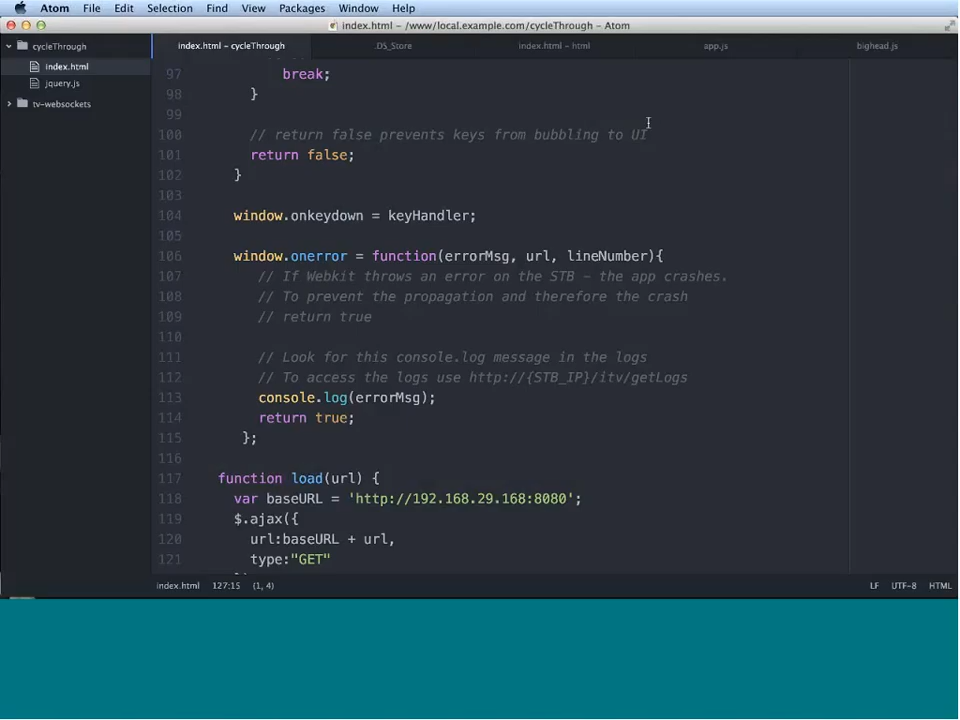 Atom File Edit Selection Find View Packages Window Help
index.html – /www/local.example.com/cycleThrough – Atom
cycleThrough
index.html
jquery.js
tv-websockets
index.html – cycleThrough .DS_Store index.html – html app.js bighead.js
97 break;
98 }
99
100 // return false prevents keys from bubbling to UI
101 return false;
102 }
103
104 window.onkeydown = keyHandler;
105
106 window.onerror = function(errorMsg, url, lineNumber){
107 // If Webkit throws an error on the STB - the app crashes.
108 // To prevent the propagation and therefore the crash
109 // return true
110
111 // Look for this console.log message in the logs
112 // To access the logs use http://{STB_IP}/itv/getLogs
113 console.log(errorMsg);
114 return true;
115 };
116
117 function load(url) {
118 var baseURL = 'http://192.168.29.168:8080';
119 $.ajax({
120 url:baseURL + url,
121 type:"GET"
index.html 127:15 (1, 4) LF UTF-8 HTML